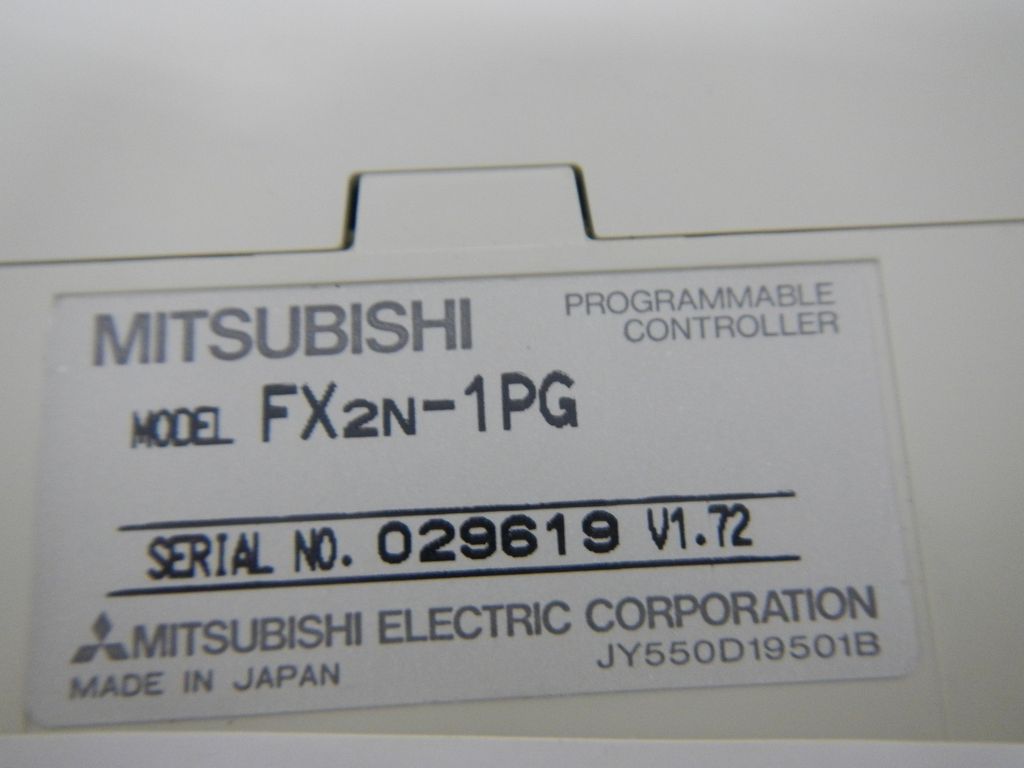 MITSUBISHI
PROGRAMMABLE
CONTROLLER
MODEL FX2N-1PG
SERIAL NO. 029619 V1.72
MITSUBISHI ELECTRIC CORPORATION
JY550D19501B
MADE IN JAPAN